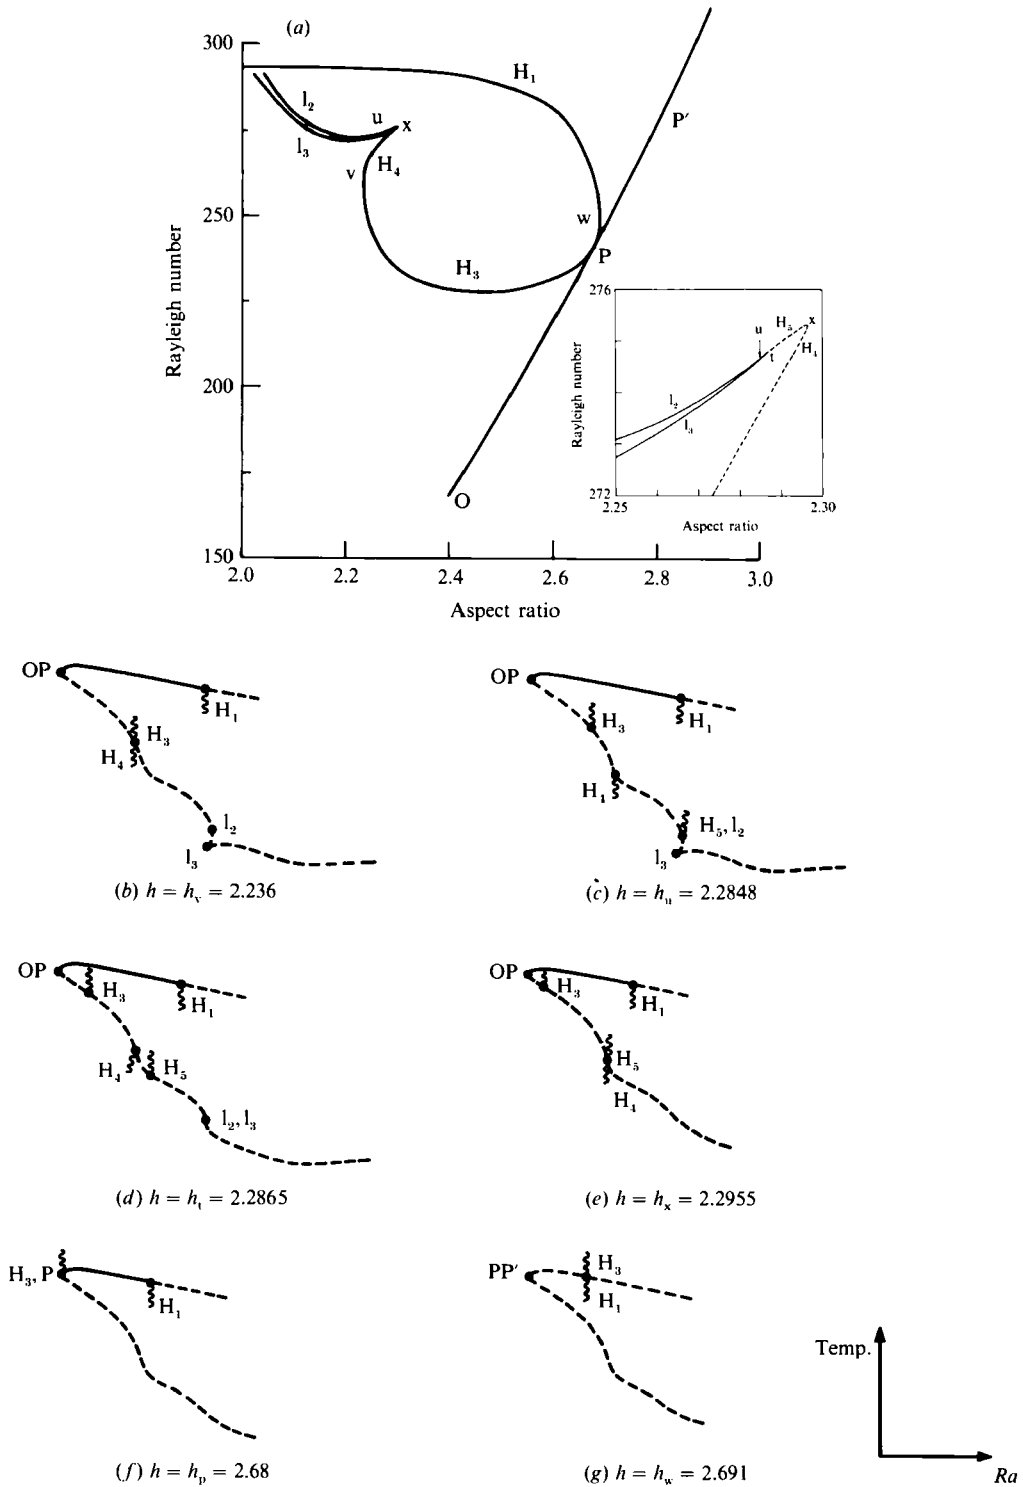 (a)
300
250
200
150
Rayleigh number
2.0
2.2
2.4
2.6
2.8
3.0
Aspect ratio
H₁
l₂
l₃
u
x
v
H₄
w
P
P′
H₃
O
276
272
Rayleigh number
2.25
2.30
Aspect ratio
u
H₅
x
t
H₄
l₂
l₃
OP
H₁
H₃
H₄
l₂
l₃
(b) h = hᵥ = 2.236
OP
H₃
H₁
H₄
H₅, l₂
l₃
(c) h = hᵤ = 2.2848
OP
H₃
H₁
H₄
H₅
l₂, l₃
(d) h = hₜ = 2.2865
OP
H₃
H₁
H₅
H₄
(e) h = hₓ = 2.2955
H₃, P
H₁
(f) h = hₚ = 2.68
PP′
H₃
H₁
(g) h = h_w = 2.691
Temp.
Ra